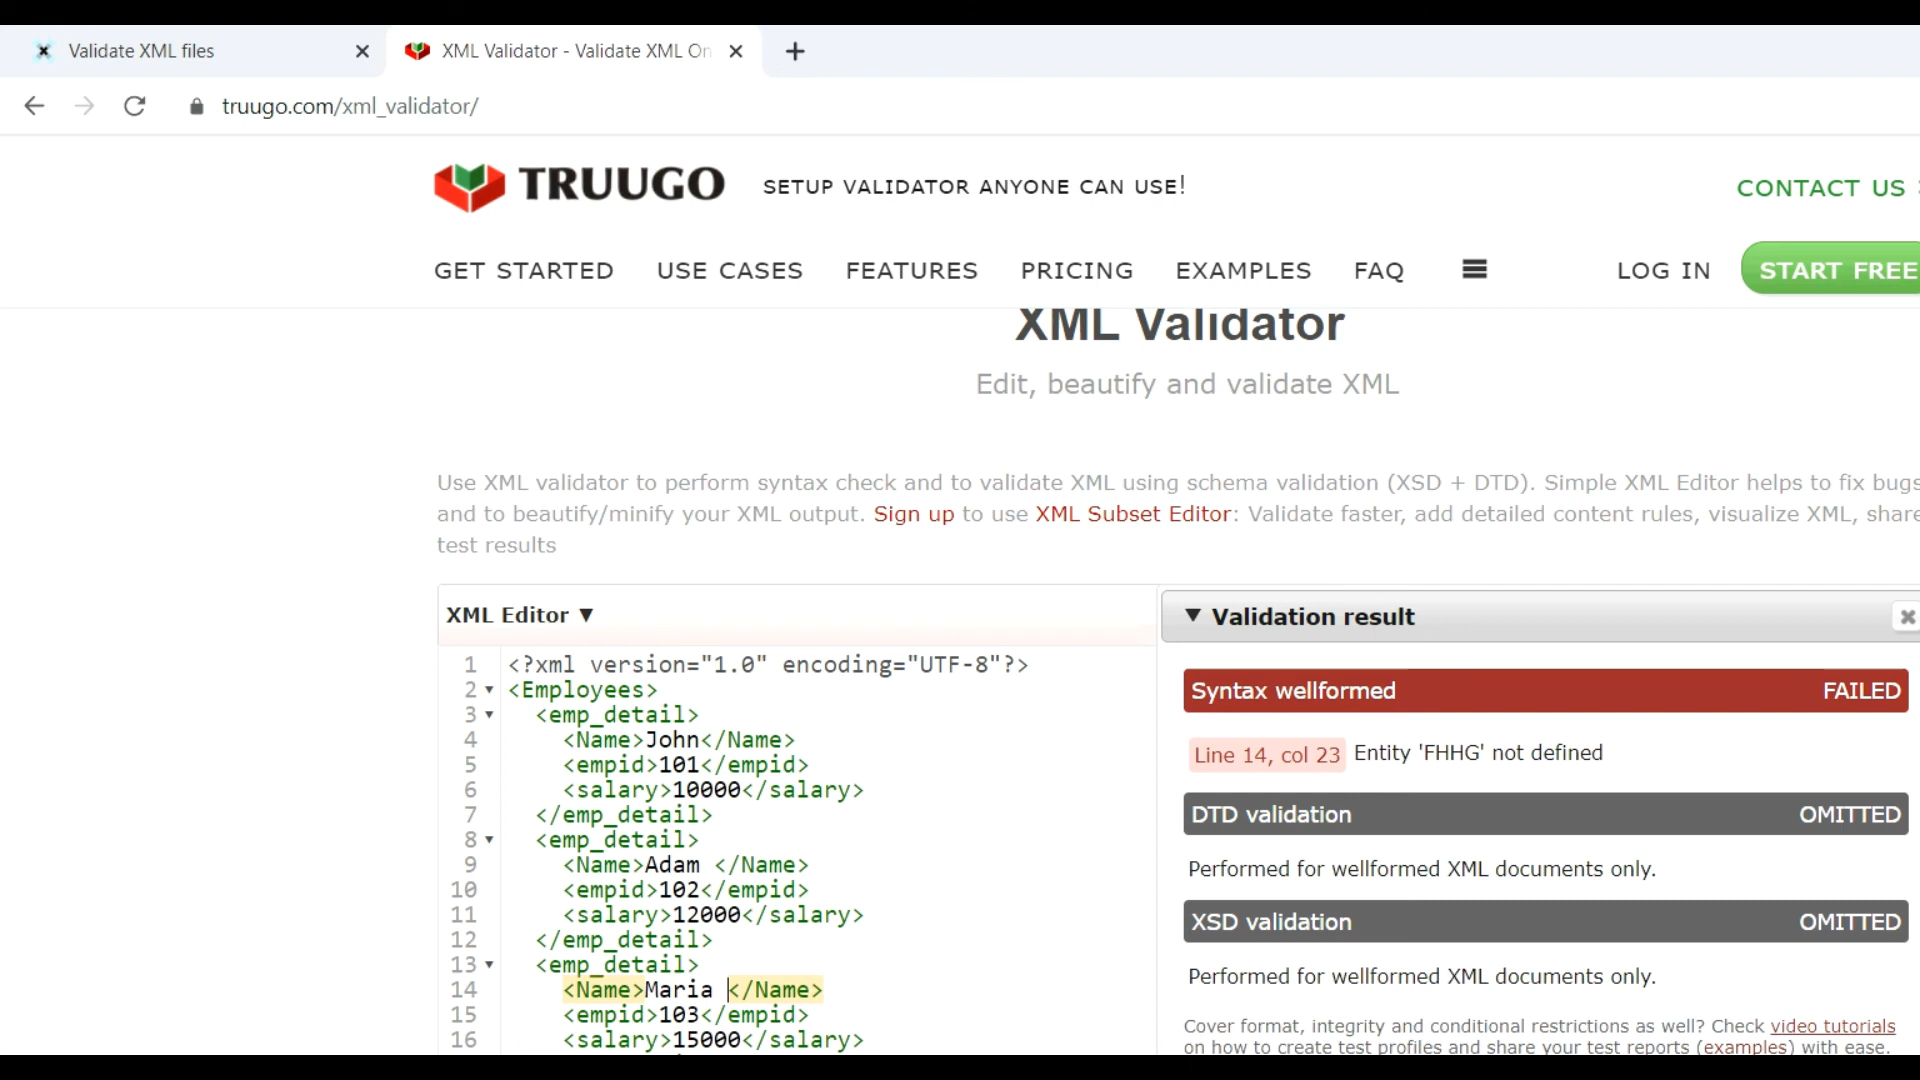 Validate XML files
XML Validator - Validate XML On
truugo.com/xml_validator/
TRUUGO SETUP VALIDATOR ANYONE CAN USE!
CONTACT US
GET STARTED USE CASES FEATURES PRICING EXAMPLES FAQ LOG IN START FREE
XML Validator
Edit, beautify and validate XML
Use XML validator to perform syntax check and to validate XML using schema validation (XSD + DTD). Simple XML Editor helps to fix bugs
and to beautify/minify your XML output. Sign up to use XML Subset Editor: Validate faster, add detailed content rules, visualize XML, share
test results
XML Editor ▼
1 <?xml version="1.0" encoding="UTF-8"?>
2 <Employees>
3 <emp_detail>
4 <Name>John</Name>
5 <empid>101</empid>
6 <salary>10000</salary>
7 </emp_detail>
8 <emp_detail>
9 <Name>Adam </Name>
10 <empid>102</empid>
11 <salary>12000</salary>
12 </emp_detail>
13 <emp_detail>
14 <Name>Maria </Name>
15 <empid>103</empid>
16 <salary>15000</salary>
▼ Validation result
Syntax wellformed FAILED
Line 14, col 23 Entity 'FHHG' not defined
DTD validation OMITTED
Performed for wellformed XML documents only.
XSD validation OMITTED
Performed for wellformed XML documents only.
Cover format, integrity and conditional restrictions as well? Check video tutorials
on how to create test profiles and share your test reports (examples) with ease.